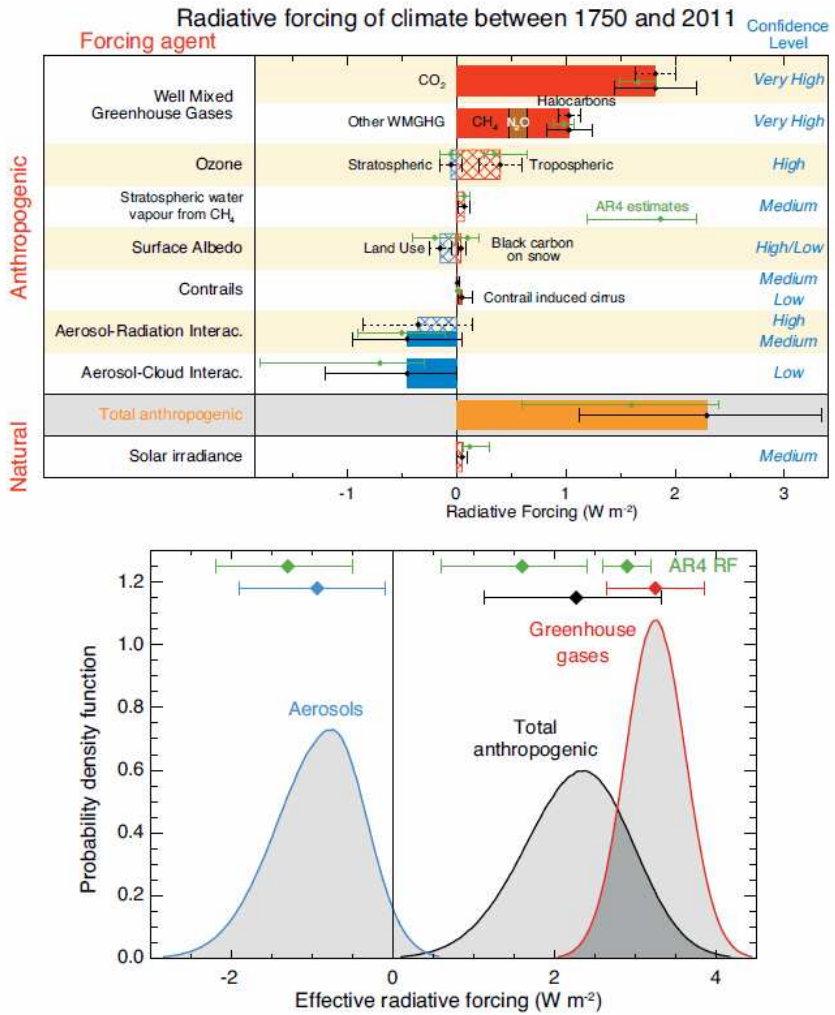 Radiative forcing of climate between 1750 and 2011
Forcing agent
Confidence
Level
Anthropogenic
Natural
Well Mixed
Greenhouse Gases
CO2
Very High
Other WMGHG
CH4
N2O
Halocarbons
Very High
Ozone
Stratospheric
Tropospheric
High
Stratospheric water
vapour from CH4
AR4 estimates
Medium
Surface Albedo
Land Use
Black carbon
on snow
High/Low
Contrails
Contrail induced cirrus
Medium
Low
Aerosol-Radiation Interac.
High
Medium
Aerosol-Cloud Interac.
Low
Total anthropogenic
Solar irradiance
Medium
-1 0 1 2 3
Radiative Forcing (W m-2)
AR4 RF
Greenhouse
gases
Aerosols
Total
anthropogenic
Probability density function
1.2
1.0
0.8
0.6
0.4
0.2
0.0
-2 0 2 4
Effective radiative forcing (W m-2)